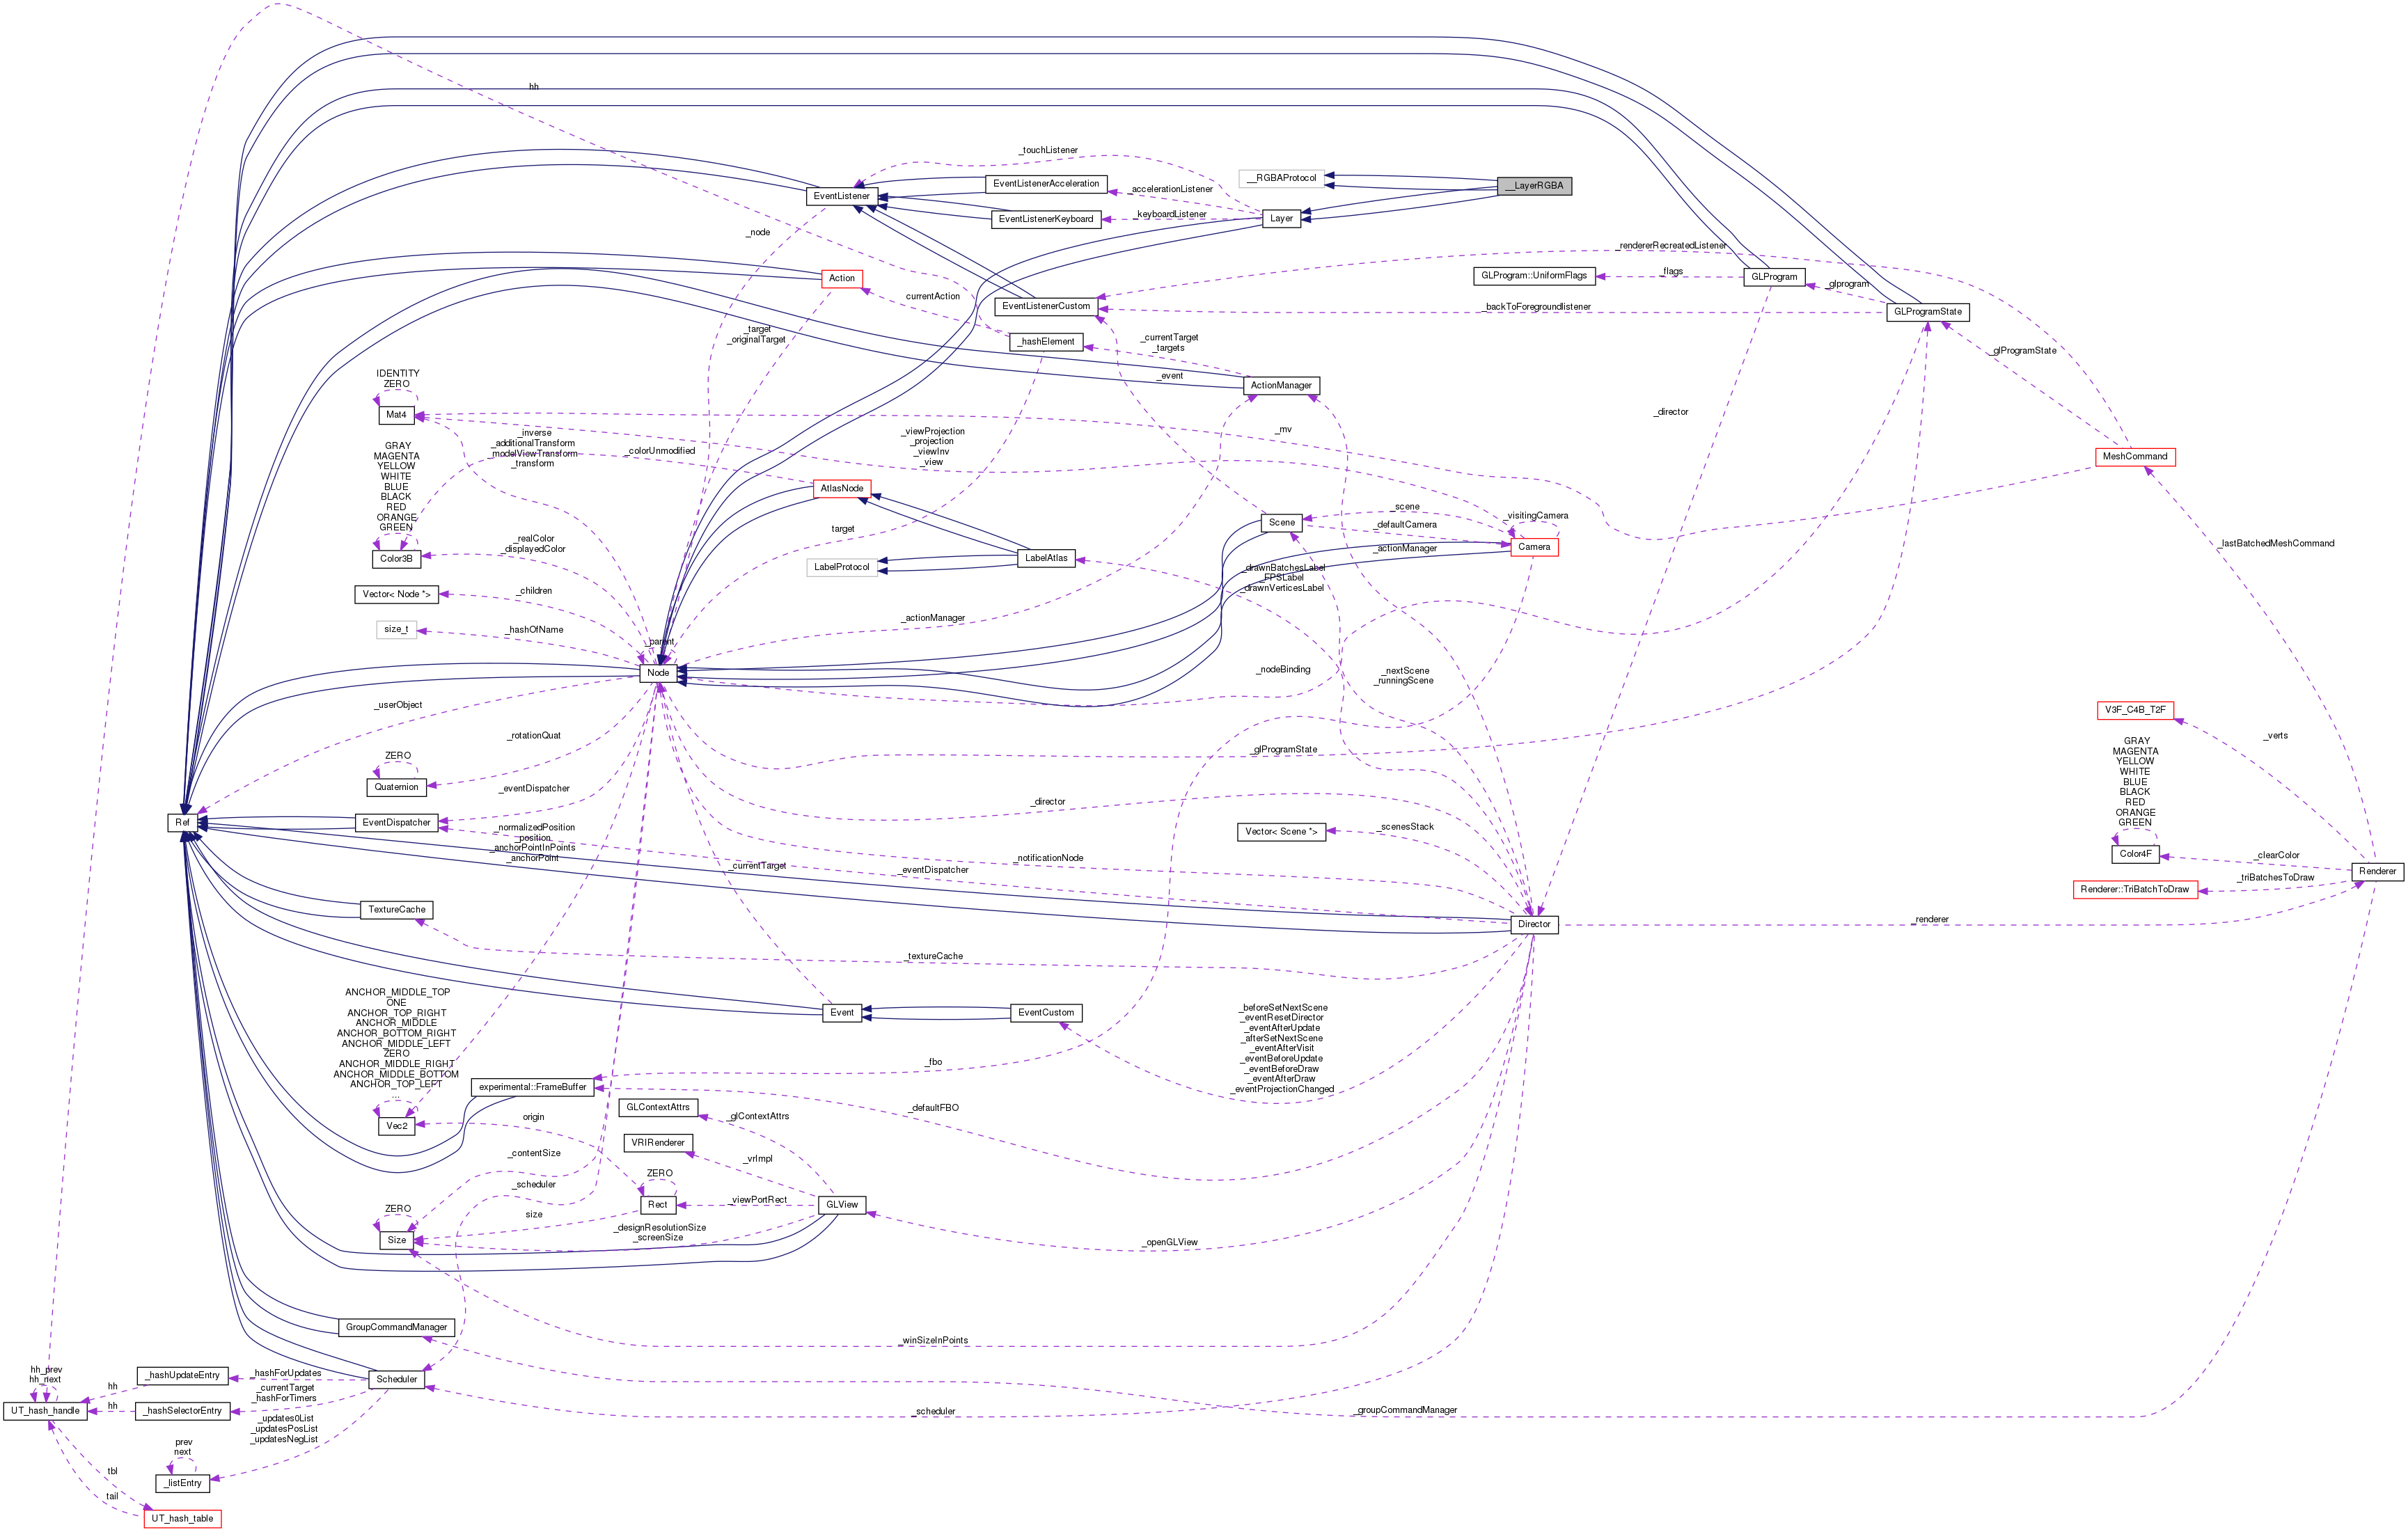 hh
_touchListener
__RGBAProtocol
__LayerRGBA
EventListenerAcceleration
_accelerationListener
EventListener
EventListenerKeyboard
_keyboardListener
Layer
_node
_rendererRecreatedListener
Action
currentAction
GLProgram::UniformFlags
_flags
GLProgram
_glprogram
EventListenerCustom
_backToForegroundlistener
GLProgramState
_target
_originalTarget
_hashElement
_currentTarget
_targets
_glProgramState
IDENTITY
ZERO
_event
ActionManager
Mat4
_director
_inverse
_additionalTransform
_modelViewTransform
_transform
_colorUnmodified
_viewProjection
_projection
_viewInv
_view
_mv
MeshCommand
GRAY
MAGENTA
YELLOW
WHITE
BLUE
BLACK
RED
ORANGE
GREEN
AtlasNode
_scene
_visitingCamera
Scene
_defaultCamera
target
_realColor
_displayedColor
Color3B
LabelAtlas
LabelProtocol
_actionManager
Camera
_lastBatchedMeshCommand
_drawnBatchesLabel
_FPSLabel
_drawnVerticesLabel
Vector< Node *>
_children
size_t
_hashOfName
_actionManager
_parent
Node
_nodeBinding
_nextScene
_runningScene
_userObject
V3F_C4B_T2F
_verts
_rotationQuat
_glProgramState
ZERO
Quaternion
GRAY
MAGENTA
YELLOW
WHITE
BLUE
BLACK
RED
ORANGE
GREEN
_eventDispatcher
_director
Ref
EventDispatcher
_normalizedPosition
_position
_anchorPointInPoints
_anchorPoint
Vector< Scene *>
_scenesStack
Color4F
_clearColor
_currentTarget
_notificationNode
_eventDispatcher
Renderer::TriBatchToDraw
_triBatchesToDraw
Renderer
TextureCache
Director
_renderer
_textureCache
ANCHOR_MIDDLE_TOP
ONE
ANCHOR_TOP_RIGHT
ANCHOR_MIDDLE
ANCHOR_BOTTOM_RIGHT
ANCHOR_MIDDLE_LEFT
ZERO
ANCHOR_MIDDLE_RIGHT
ANCHOR_MIDDLE_BOTTOM
ANCHOR_TOP_LEFT
...
Event
EventCustom
_beforeSetNextScene
_eventResetDirector
_eventAfterUpdate
_afterSetNextScene
_eventAfterVisit
_eventBeforeUpdate
_eventBeforeDraw
_eventAfterDraw
_eventProjectionChanged
_fbo
experimental::FrameBuffer
GLContextAttrs
_glContextAttrs
_defaultFBO
Vec2
origin
VRIRenderer
_vrImpl
_contentSize
_scheduler
ZERO
Rect
_viewPortRect
GLView
ZERO
size
_designResolutionSize
_screenSize
Size
_openGLView
GroupCommandManager
_winSizeInPoints
hh_prev
hh_next
_hashUpdateEntry
hh
_hashForUpdates
Scheduler
_currentTarget
_hashForTimers
UT_hash_handle
hh
_hashSelectorEntry
_scheduler
_groupCommandManager
_updates0List
_updatesPosList
_updatesNegList
prev
next
tbl
_listEntry
tail
UT_hash_table